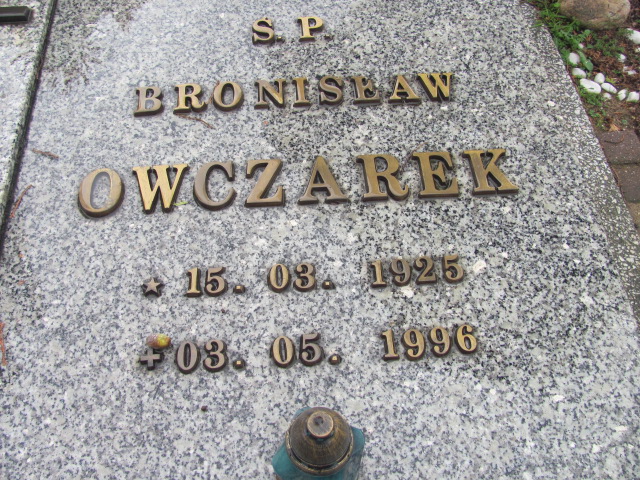 S. P.
BRONISŁAW
OWCZAREK
* 15. 03. 1925
+ 03. 05. 1996